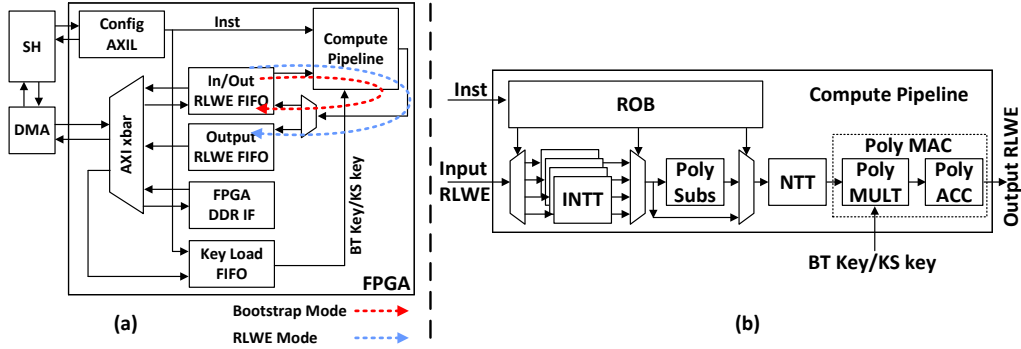 SH
DMA
Config
AXIL
Inst
Compute
Pipeline
In/Out
RLWE FIFO
Output
RLWE FIFO
AXI xbar
FPGA
DDR IF
Key Load
FIFO
BT Key/KS key
FPGA
Bootstrap Mode
RLWE Mode
(a)
Inst
ROB
Compute Pipeline
Input
RLWE
INTT
Poly
Subs
NTT
Poly MAC
Poly
MULT
Poly
ACC
Output RLWE
BT Key/KS key
(b)